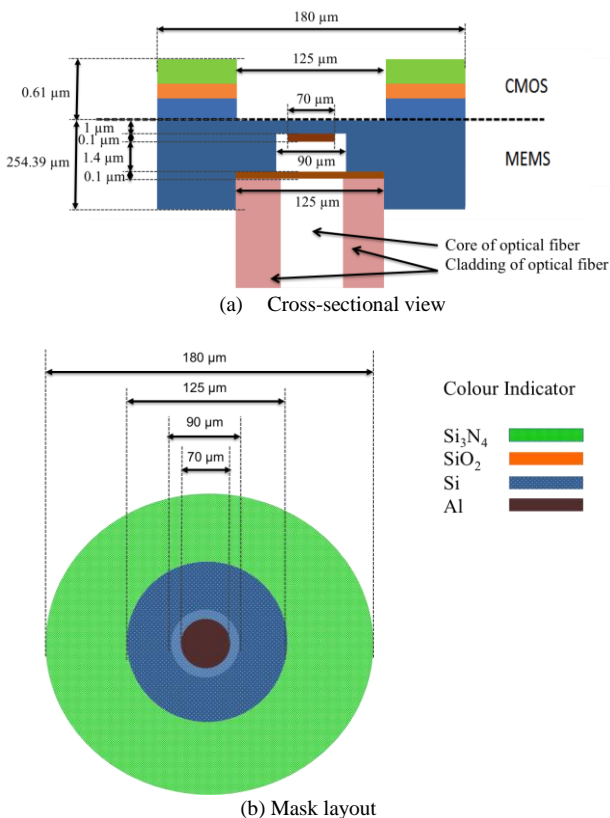 180 µm
125 µm
0.61 µm
70 µm
CMOS
1 µm
0.1 µm
254.39 µm
1.4 µm
90 µm
MEMS
0.1 µm
125 µm
Core of optical fiber
Cladding of optical fiber
(a) Cross-sectional view
180 µm
125 µm
90 µm
70 µm
Colour Indicator
Si₃N₄
SiO₂
Si
Al
(b) Mask layout